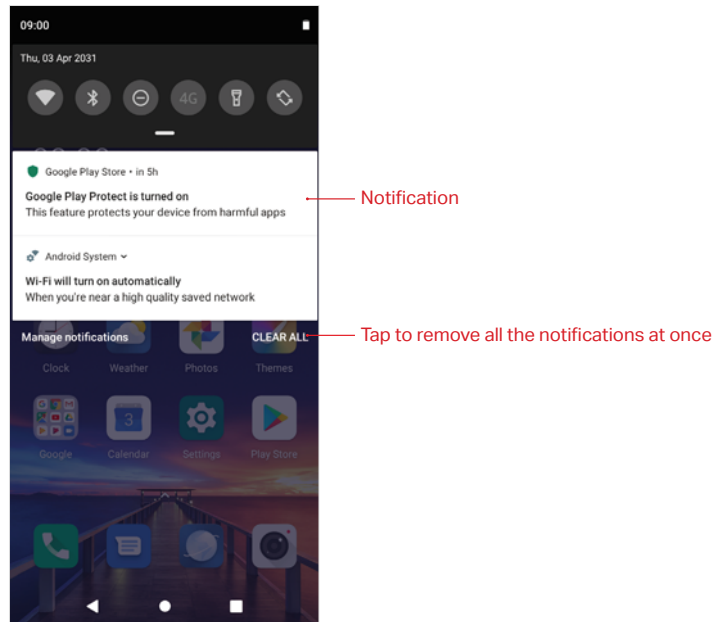 09:00
Thu, 03 Apr 2031
4G
Google Play Store • in 5h
Google Play Protect is turned on
This feature protects your device from harmful apps
Notification
Android System
Wi-Fi will turn on automatically
When you're near a high quality saved network
Manage notifications
CLEAR ALL
Tap to remove all the notifications at once
Clock
Weather
Photos
Themes
3
Google
Calendar
Settings
Play Store